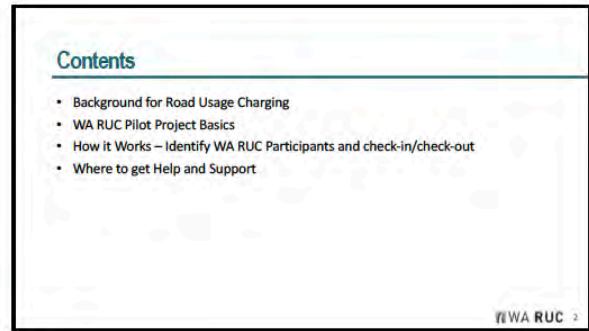 Contents
• Background for Road Usage Charging
• WA RUC Pilot Project Basics
• How it Works – Identify WA RUC Participants and check-in/check-out
• Where to get Help and Support
WA RUC 2